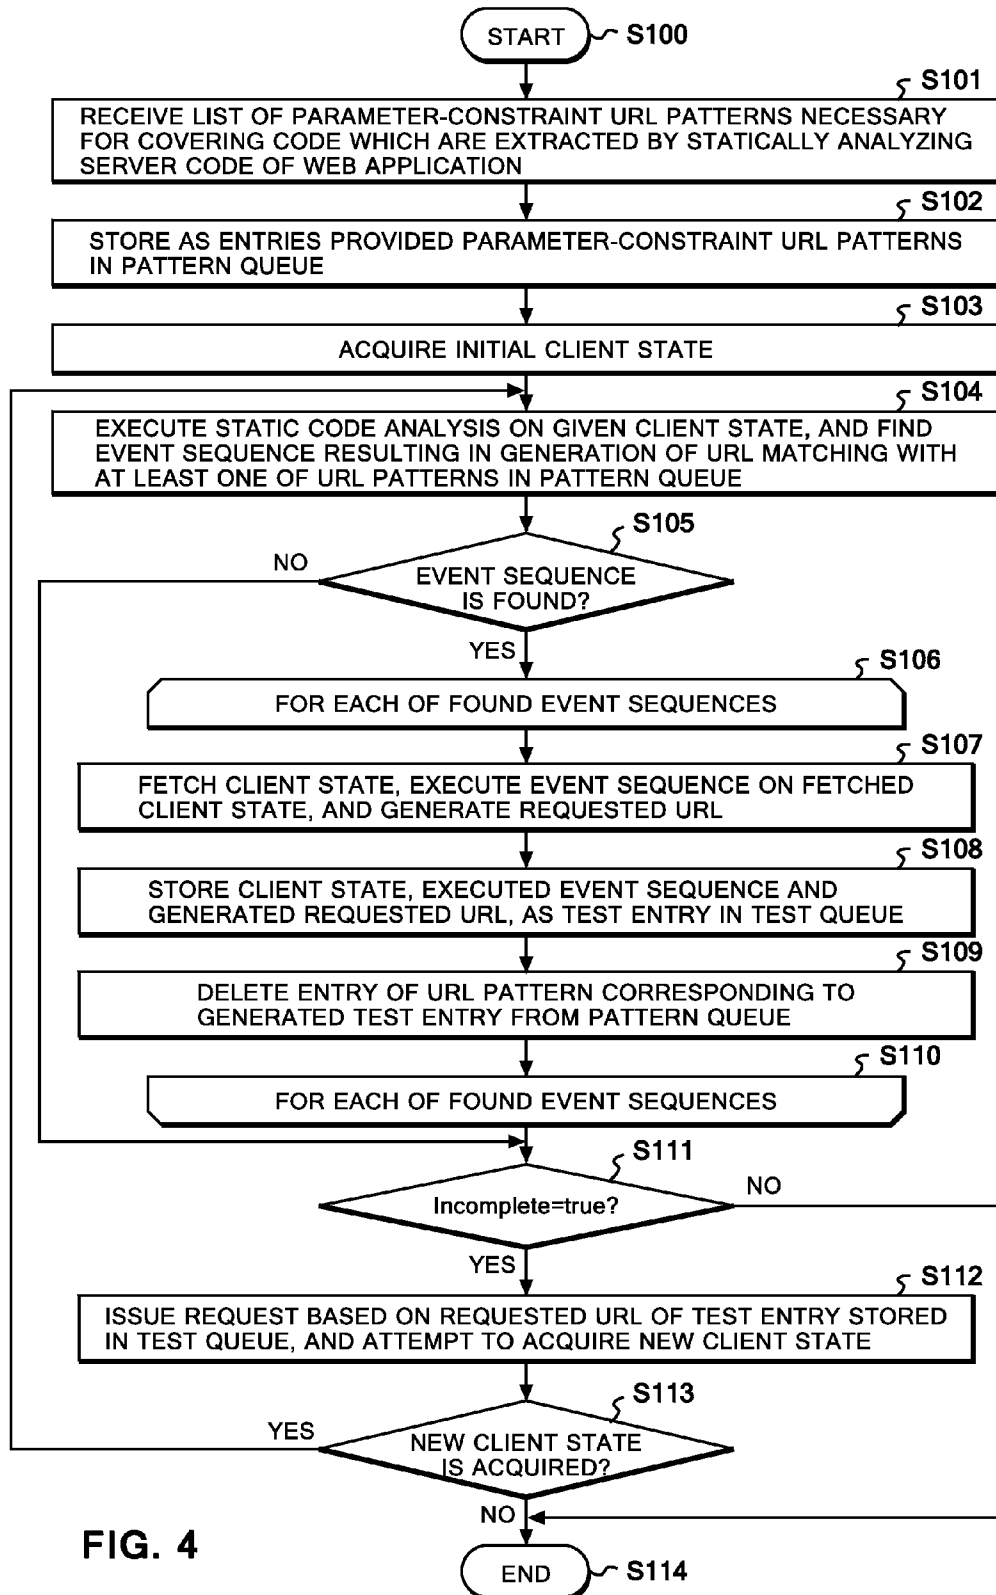 START
S100
S101
RECEIVE LIST OF PARAMETER-CONSTRAINT URL PATTERNS NECESSARY
FOR COVERING CODE WHICH ARE EXTRACTED BY STATICALLY ANALYZING
SERVER CODE OF WEB APPLICATION
S102
STORE AS ENTRIES PROVIDED PARAMETER-CONSTRAINT URL PATTERNS
IN PATTERN QUEUE
S103
ACQUIRE INITIAL CLIENT STATE
S104
EXECUTE STATIC CODE ANALYSIS ON GIVEN CLIENT STATE, AND FIND
EVENT SEQUENCE RESULTING IN GENERATION OF URL MATCHING WITH
AT LEAST ONE OF URL PATTERNS IN PATTERN QUEUE
S105
NO
EVENT SEQUENCE
IS FOUND?
YES
S106
FOR EACH OF FOUND EVENT SEQUENCES
S107
FETCH CLIENT STATE, EXECUTE EVENT SEQUENCE ON FETCHED
CLIENT STATE, AND GENERATE REQUESTED URL
S108
STORE CLIENT STATE, EXECUTED EVENT SEQUENCE AND
GENERATED REQUESTED URL, AS TEST ENTRY IN TEST QUEUE
S109
DELETE ENTRY OF URL PATTERN CORRESPONDING TO
GENERATED TEST ENTRY FROM PATTERN QUEUE
S110
FOR EACH OF FOUND EVENT SEQUENCES
S111
Incomplete=true?
NO
YES
S112
ISSUE REQUEST BASED ON REQUESTED URL OF TEST ENTRY STORED
IN TEST QUEUE, AND ATTEMPT TO ACQUIRE NEW CLIENT STATE
S113
YES
NEW CLIENT STATE
IS ACQUIRED?
NO
FIG. 4
END
S114